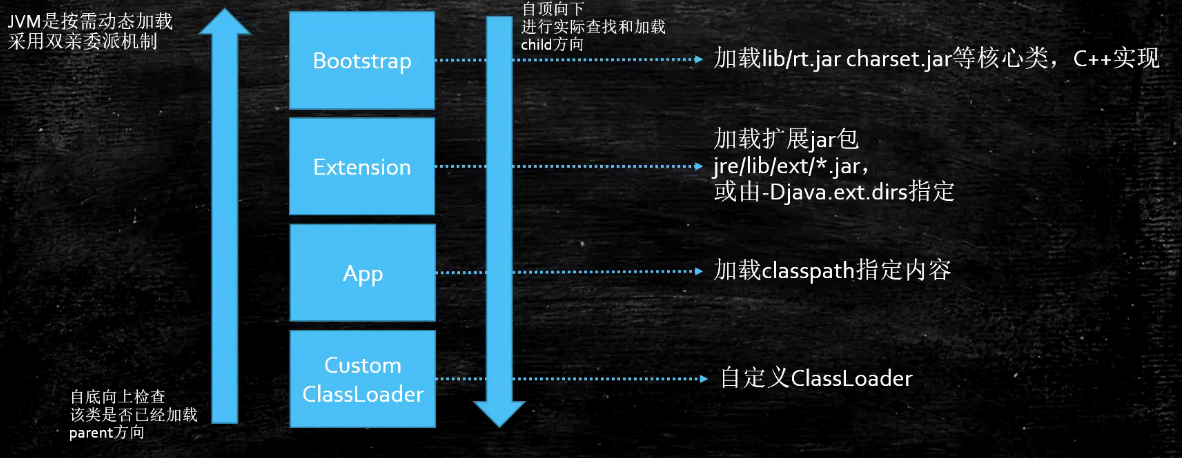 JVM是按需动态加载
采用双亲委派机制
自顶向下
进行实际查找和加载
child方向
Bootstrap
加载lib/rt.jar charset.jar等核心类，C++实现
Extension
加载扩展jar包
jre/lib/ext/*.jar，
或由-Djava.ext.dirs指定
App
加载classpath指定内容
Custom
ClassLoader
自定义ClassLoader
自底向上检查
该类是否已经加载
parent方向